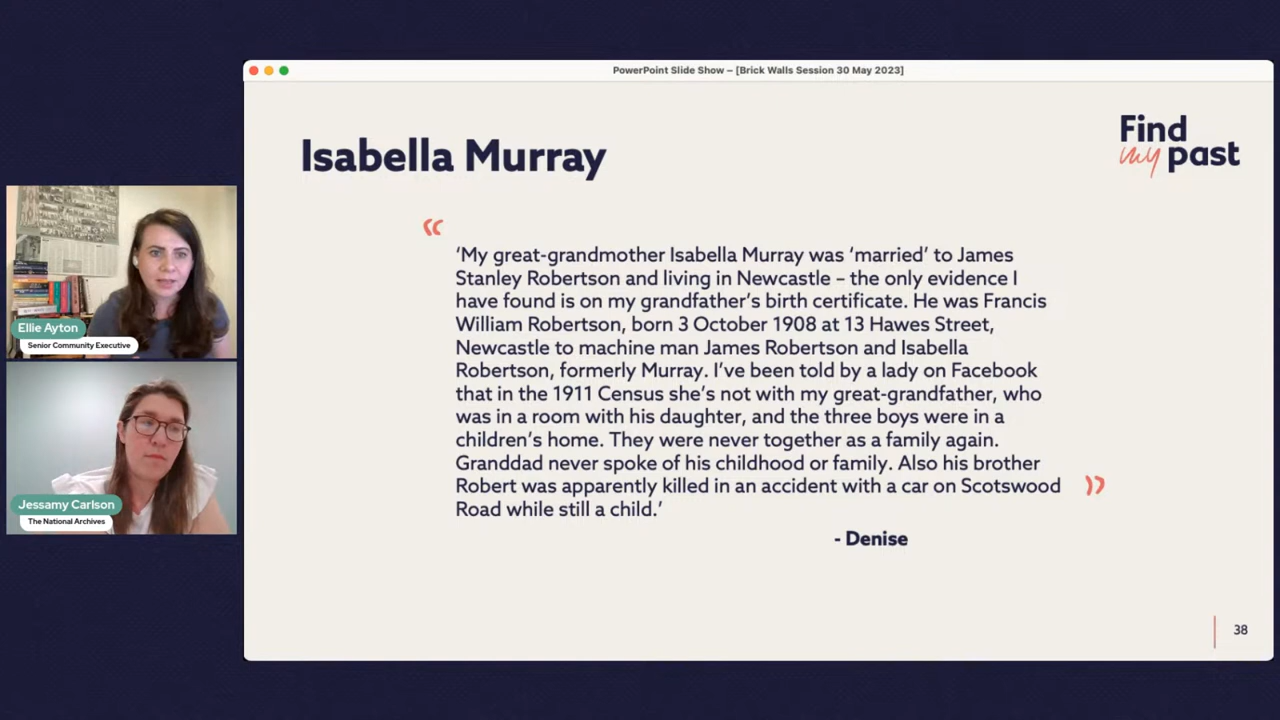 PowerPoint Slide Show – [Brick Walls Session 30 May 2023]
Isabella Murray
Find
my past
“
‘My great-grandmother Isabella Murray was ‘married’ to James
Stanley Robertson and living in Newcastle – the only evidence I
have found is on my grandfather’s birth certificate. He was Francis
William Robertson, born 3 October 1908 at 13 Hawes Street,
Newcastle to machine man James Robertson and Isabella
Robertson, formerly Murray. I’ve been told by a lady on Facebook
that in the 1911 Census she’s not with my great-grandfather, who
was in a room with his daughter, and the three boys were in a
children’s home. They were never together as a family again.
Granddad never spoke of his childhood or family. Also his brother
Robert was apparently killed in an accident with a car on Scotswood
Road while still a child.’
”
- Denise
38
Ellie Ayton
Senior Community Executive
Jessamy Carlson
The National Archives